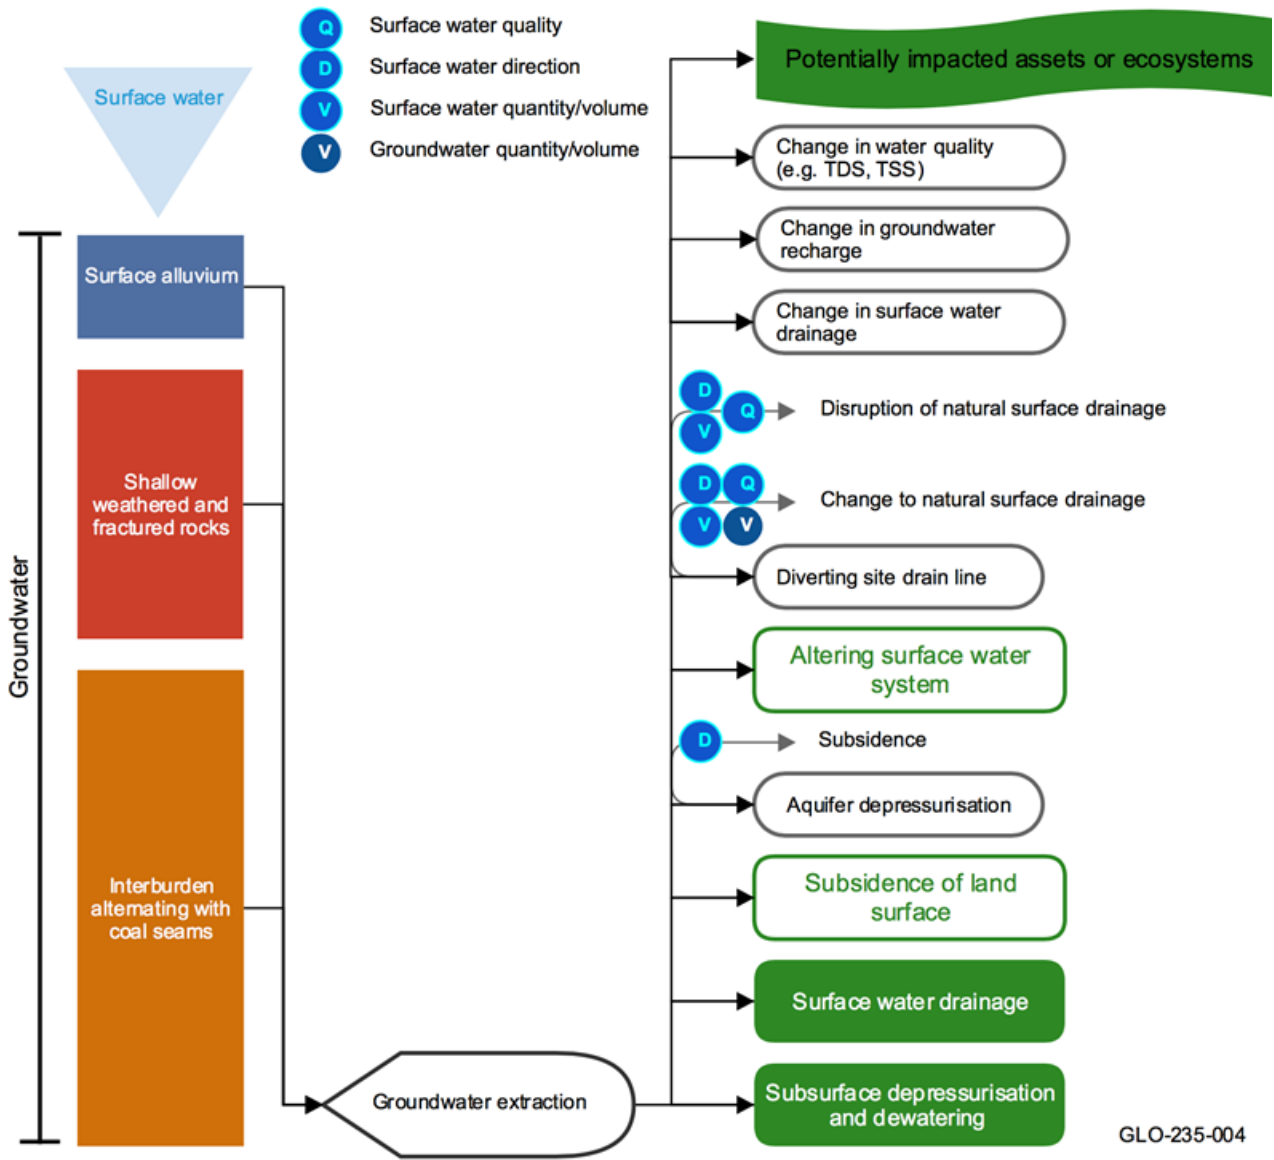 Surface water
Q Surface water quality
D Surface water direction
V Surface water quantity/volume
V Groundwater quantity/volume
Groundwater
Surface alluvium
Shallow
weathered and
fractured rocks
Interburden
alternating with
coal seams
Groundwater extraction
Potentially impacted assets or ecosystems
Change in water quality
(e.g. TDS, TSS)
Change in groundwater
recharge
Change in surface water
drainage
D
Q
V
Disruption of natural surface drainage
D Q
V V
Change to natural surface drainage
Diverting site drain line
Altering surface water
system
D Subsidence
Aquifer depressurisation
Subsidence of land
surface
Surface water drainage
Subsurface depressurisation
and dewatering
GLO-235-004